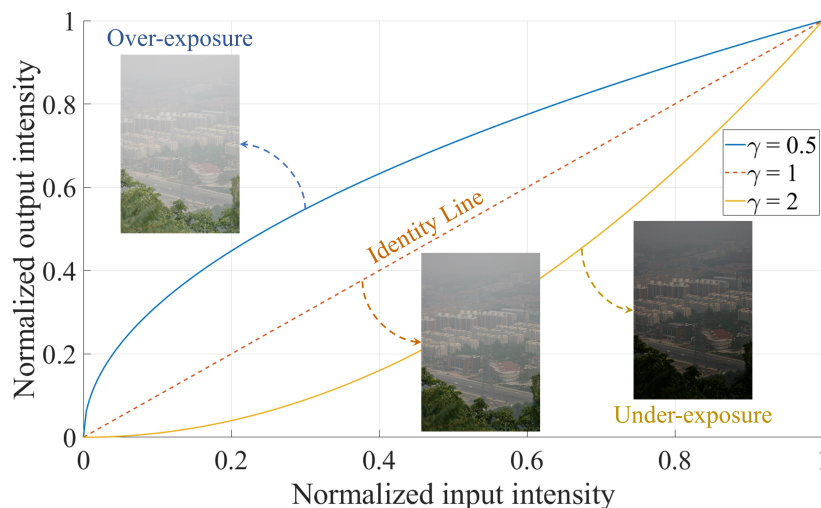 1
Over-exposure
0.8
γ = 0.5
γ = 1
γ = 2
0.6
Normalized output intensity
Identity Line
0.4
0.2
Under-exposure
0
0 0.2 0.4 0.6 0.8 1
Normalized input intensity